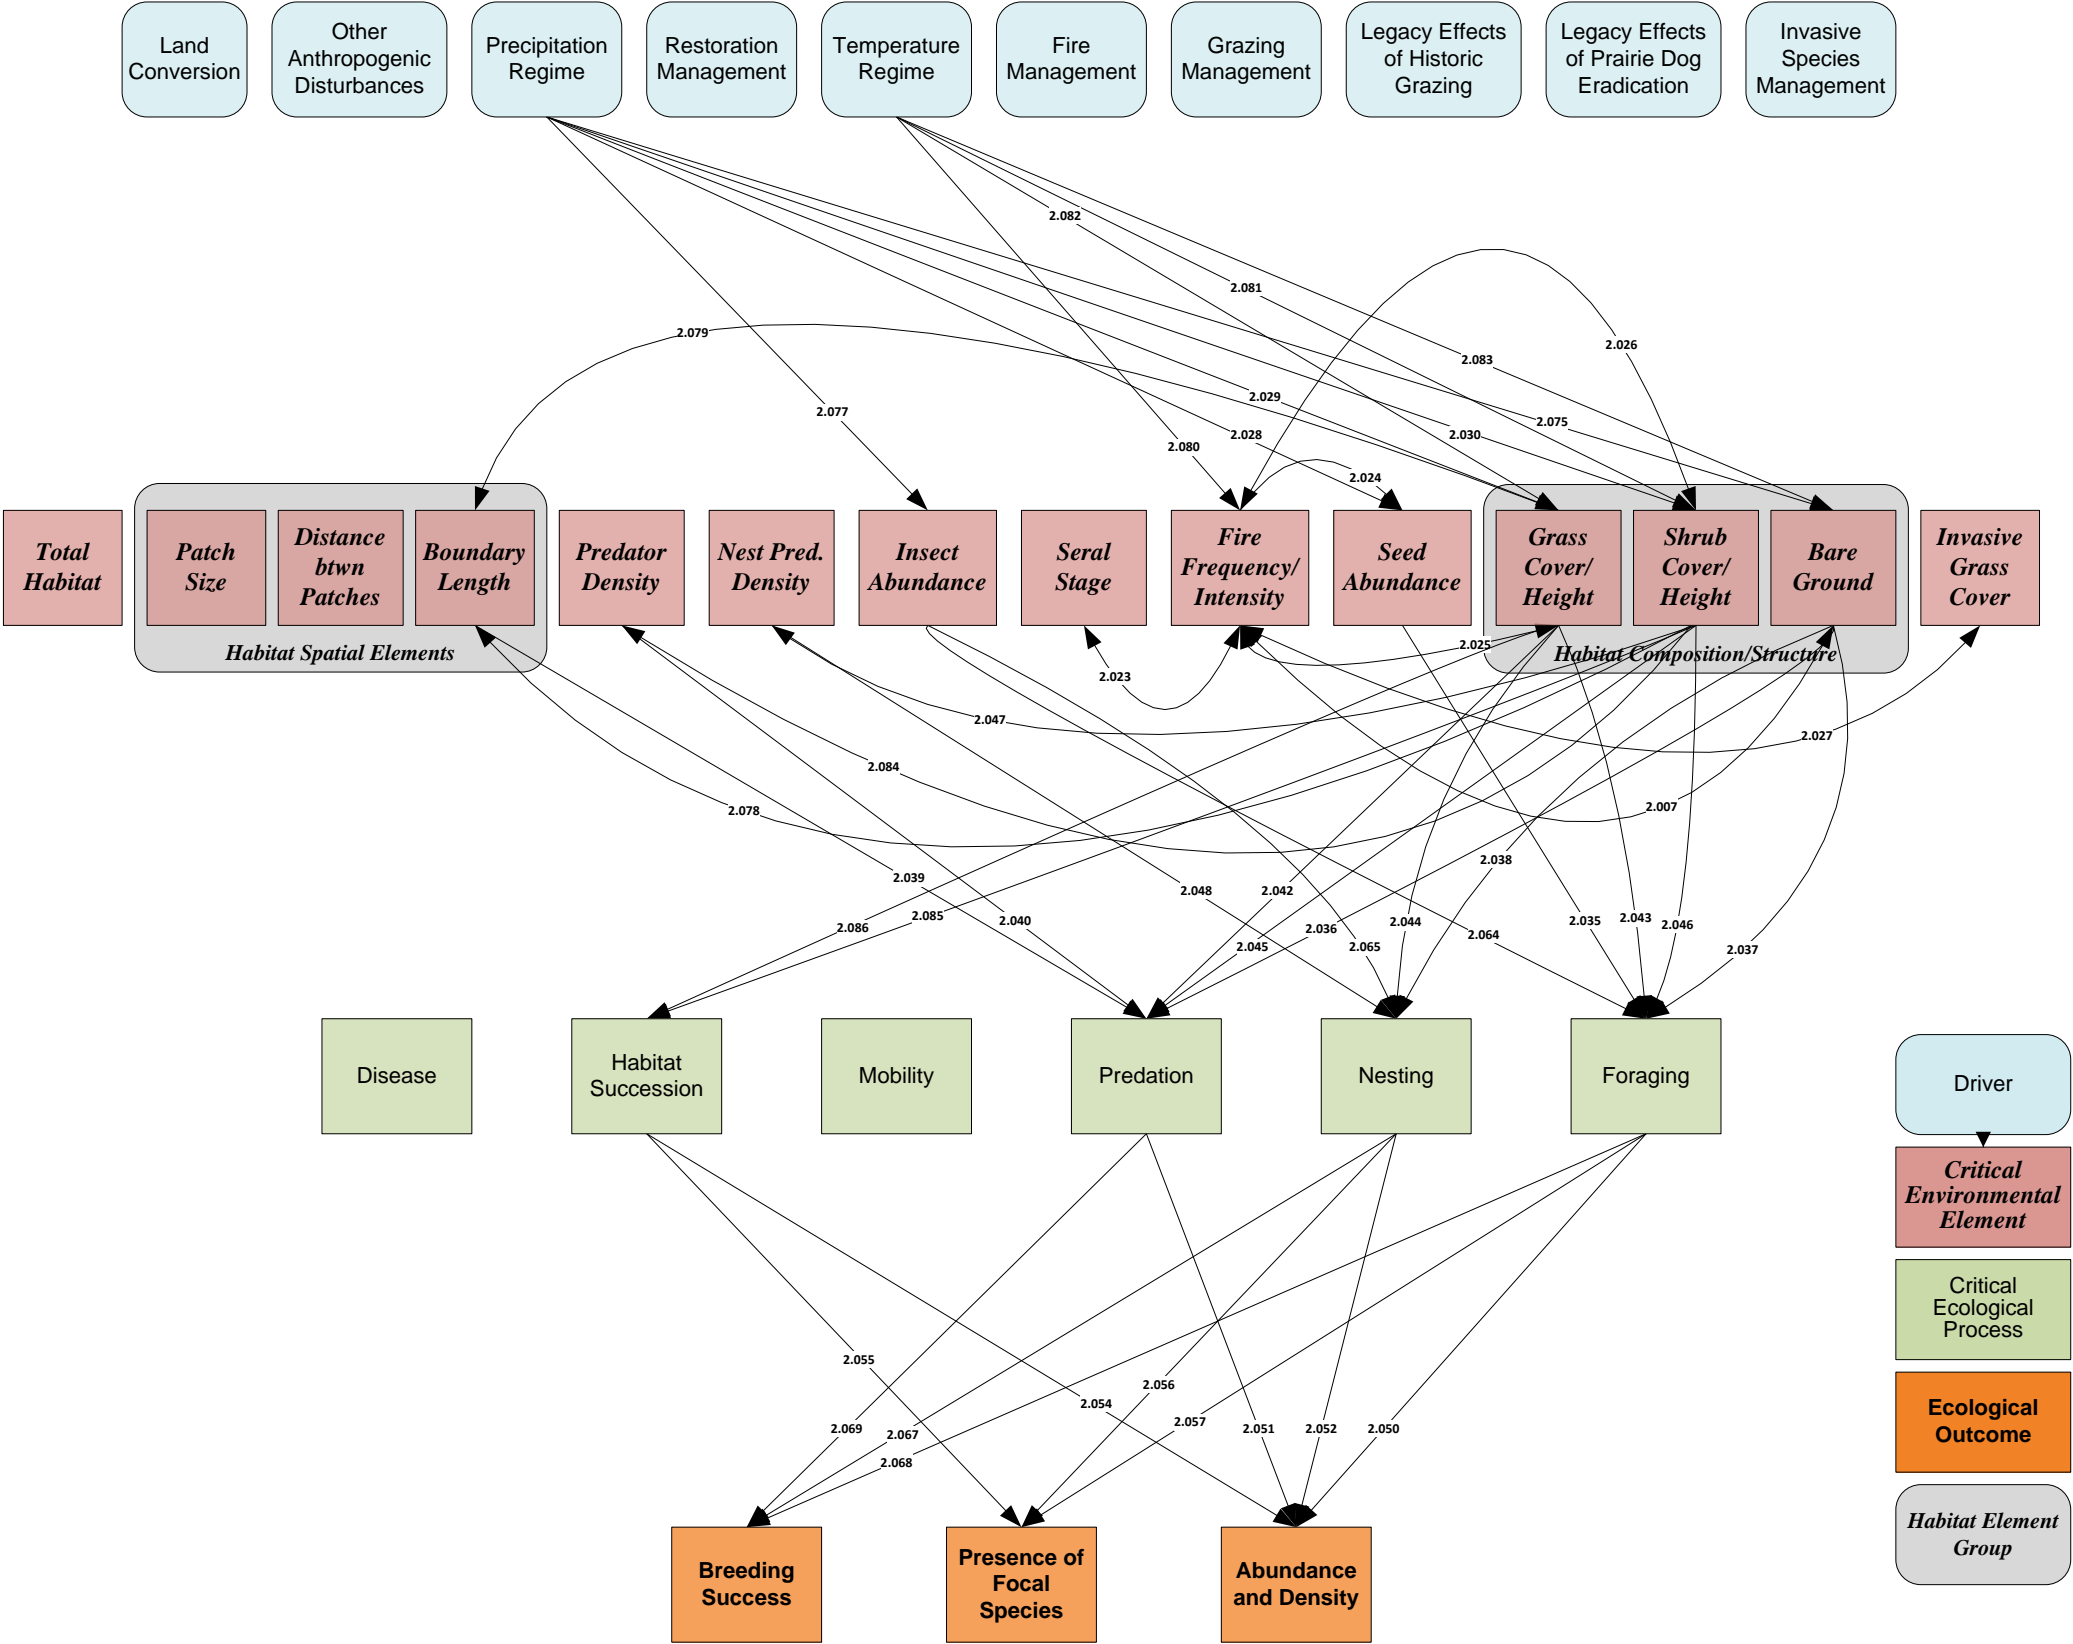 Land
Conversion
Other
Anthropogenic
Disturbances
Precipitation
Regime
Restoration
Management
Temperature
Regime
Fire
Management
Grazing
Management
Legacy Effects
of Historic
Grazing
Legacy Effects
of Prairie Dog
Eradication
Invasive
Species
Management
2.082
2.081
2.079
2.026
2.083
2.029
2.077
2.075
2.028
2.030
2.080
2.024
Total
Habitat
Patch
Size
Distance
btwn
Patches
Boundary
Length
Habitat Spatial Elements
Predator
Density
Nest Pred.
Density
Insect
Abundance
Seral
Stage
Fire
Frequency/
Intensity
Seed
Abundance
Grass
Cover/
Height
Shrub
Cover/
Height
Bare
Ground
Habitat Composition/Structure
Invasive
Grass
Cover
2.025
2.023
2.047
2.027
2.084
2.078
2.007
2.038
2.039
2.048
2.042
2.086
2.085
2.040
2.045
2.036
2.065
2.044
2.064
2.035
2.043
2.046
2.037
Disease
Habitat
Succession
Mobility
Predation
Nesting
Foraging
2.055
2.056
2.054
2.069
2.067
2.057
2.051
2.052
2.050
2.068
Breeding
Success
Presence of
Focal
Species
Abundance
and Density
Driver
Critical
Environmental
Element
Critical
Ecological
Process
Ecological
Outcome
Habitat Element
Group